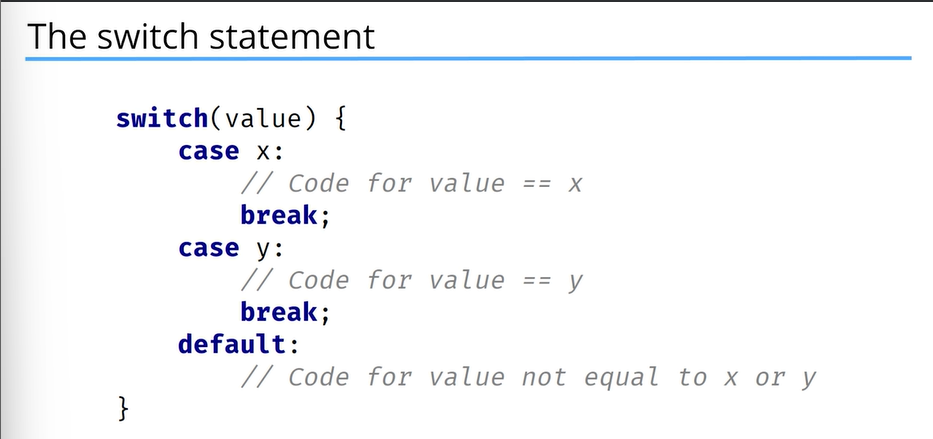 The switch statement
switch(value) {
    case x:
        // Code for value == x
        break;
    case y:
        // Code for value == y
        break;
    default:
        // Code for value not equal to x or y
}